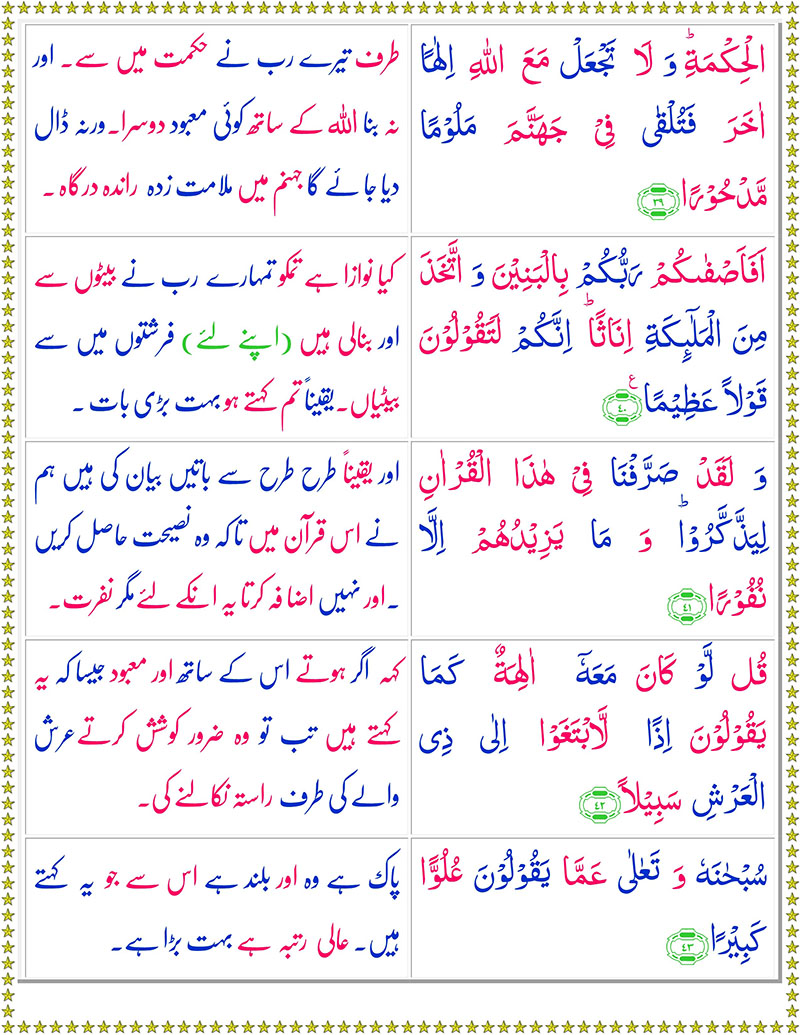 الْحِكْمَةِ ؕ وَ لَا تَجْعَلْ مَعَ اللّٰهِ اِلٰهًا
اٰخَرَ فَتُلْقٰی فِیْ جَهَنَّمَ مَلُوْمًا
مَّدْحُوْرًا ﴿٣٩﴾
طرف تیرے رب نے حکمت میں سے۔ اور
نہ بنا اللہ کے ساتھ کوئی معبود دوسرا۔ ورنہ ڈال
دیا جائے گا جہنم میں ملامت زدہ راندہ درگاہ ۔
اَفَاَصْفٰىكُمْ رَبُّكُمْ بِالْبَنِیْنَ وَ اتَّخَذَ
مِنَ الْمَلٰٓىِٕكَةِ اِنَاثًا ؕ اِنَّكُمْ لَتَقُوْلُوْنَ
قَوْلًا عَظِیْمًا ﴿٤٠﴾ ع
کیا نوازا ہے تمکو تمہارے رب نے بیٹوں سے
اور بنالی ہیں (اپنے لئے) فرشتوں میں سے
بیٹیاں۔ یقیناً تم کہتے ہو بہت بڑی بات ۔
وَ لَقَدْ صَرَّفْنَا فِیْ هٰذَا الْقُرْاٰنِ
لِیَذَّكَّرُوْا ؕ وَ مَا یَزِیْدُهُمْ اِلَّا
نُفُوْرًا ﴿٤١﴾
اور یقیناً طرح طرح سے باتیں بیان کی ہیں ہم
نے اس قرآن میں تاکہ وہ نصیحت حاصل کریں
۔ اور نہیں اضافہ کرتا یہ انکے لئے مگر نفرت۔
قُل لَّوْ كَانَ مَعَهٗۤ اٰلِهَةٌ كَمَا
یَقُوْلُوْنَ اِذًا لَّابْتَغَوْا اِلٰی ذِی
الْعَرْشِ سَبِیْلًا ﴿٤٢﴾
کہہ اگر ہوتے اس کے ساتھ اور معبود جیسا کہ یہ
کہتے ہیں تب تو وہ ضرور کوشش کرتے عرش
والے کی طرف راستہ نکالنے کی۔
سُبْحٰنَهٗ وَ تَعٰلٰی عَمَّا یَقُوْلُوْنَ عُلُوًّا
كَبِیْرًا ﴿٤٣﴾
پاک ہے وہ اور بلند ہے اس سے جو یہ کہتے
ہیں۔ عالی رتبہ ہے بہت بڑا ہے۔